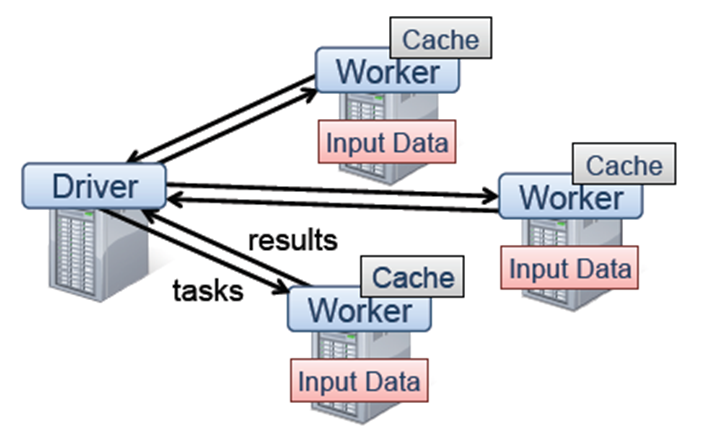 Cache
Worker
Input Data
Driver
Cache
Worker
Input Data
results
tasks
Cache
Worker
Input Data